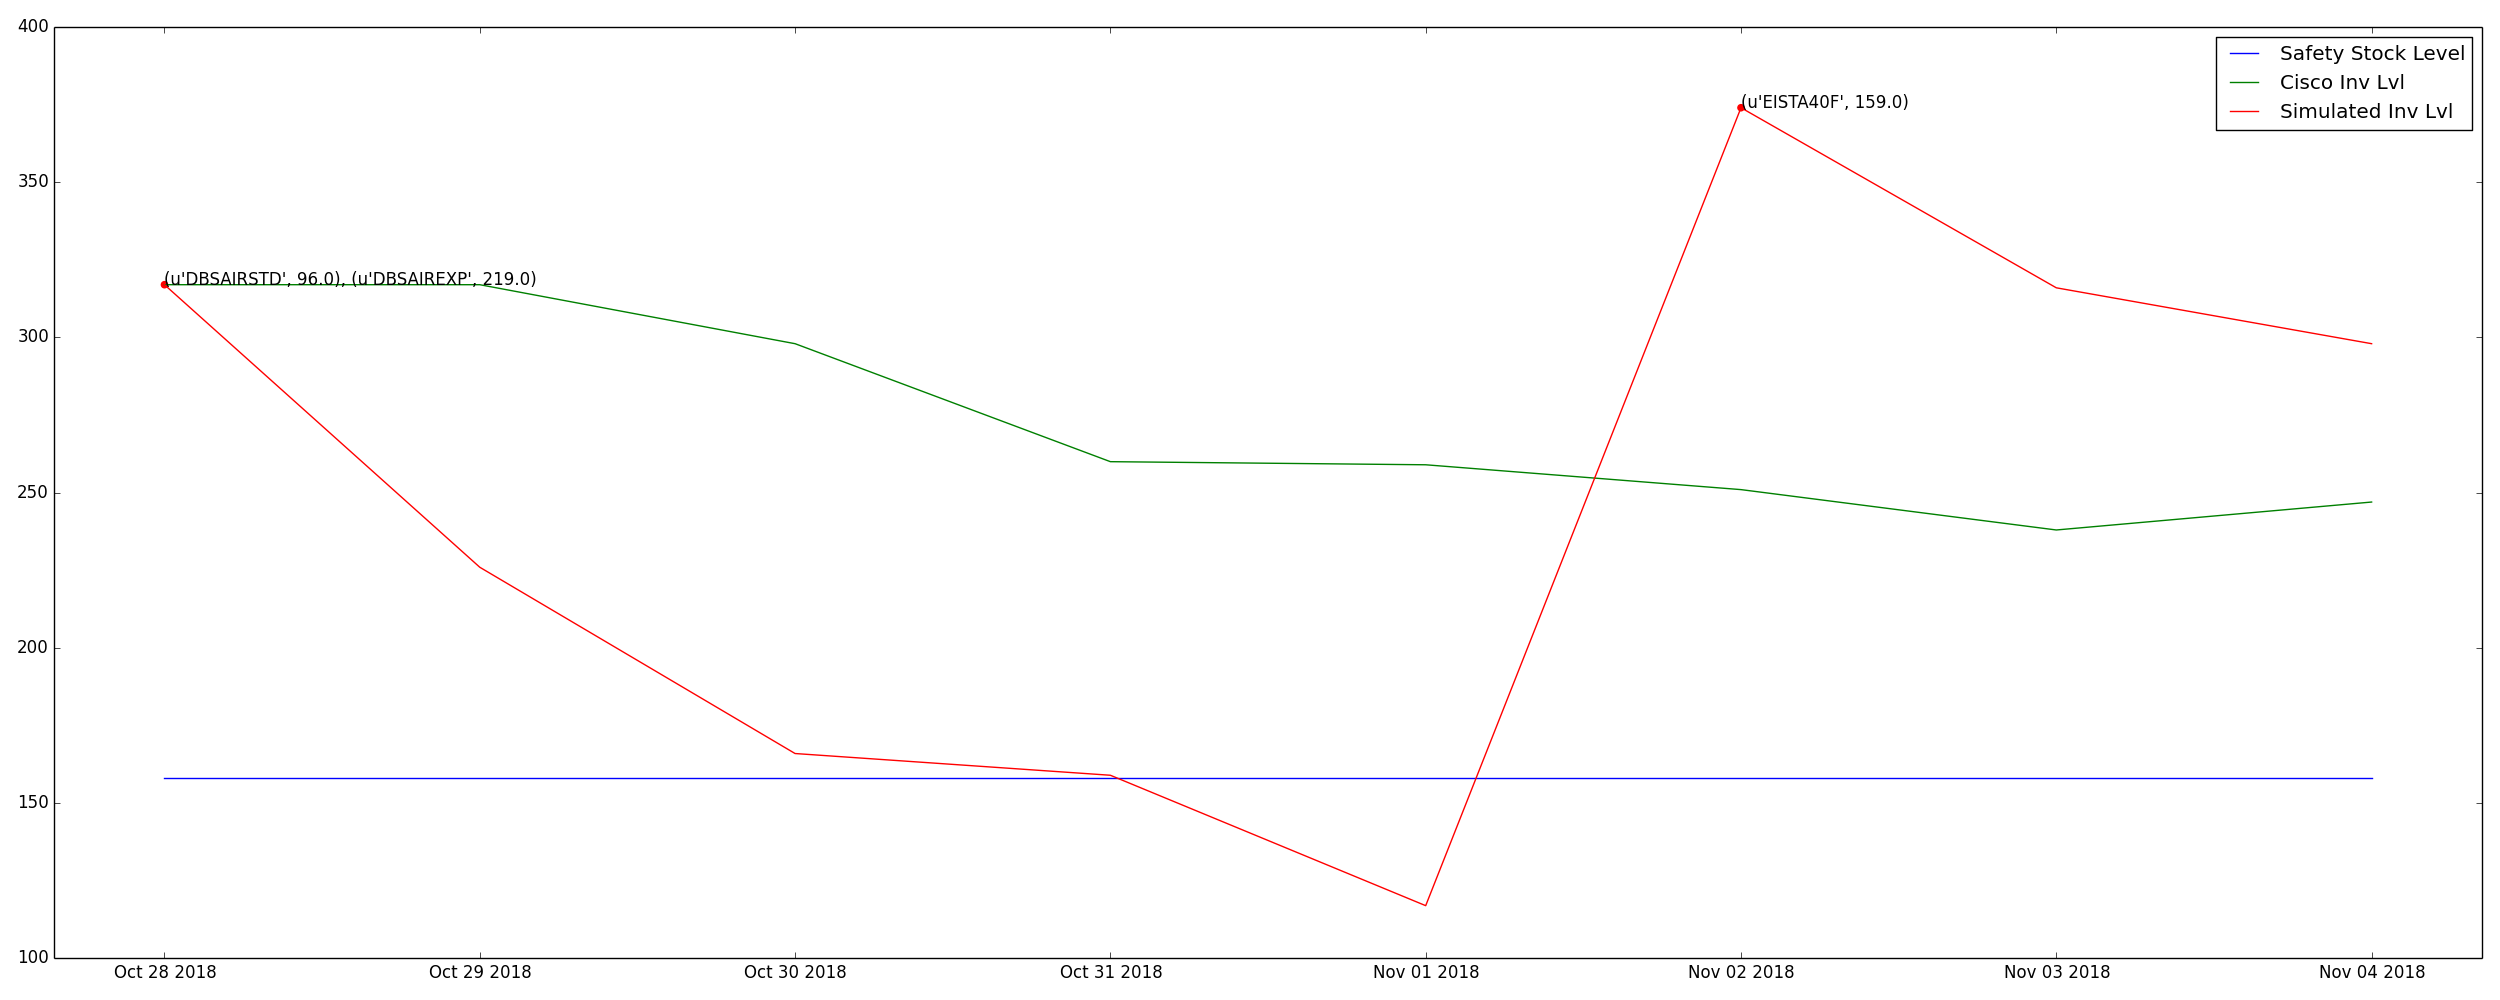 400
Safety Stock Level
Cisco Inv Lvl
Simulated Inv Lvl
(u'EISTA40F', 159.0)
350
300
(u'DBSAIRSTD', 96.0), (u'DBSAIREXP', 219.0)
250
200
150
100
Oct 28 2018 Oct 29 2018 Oct 30 2018 Oct 31 2018 Nov 01 2018 Nov 02 2018 Nov 03 2018 Nov 04 2018